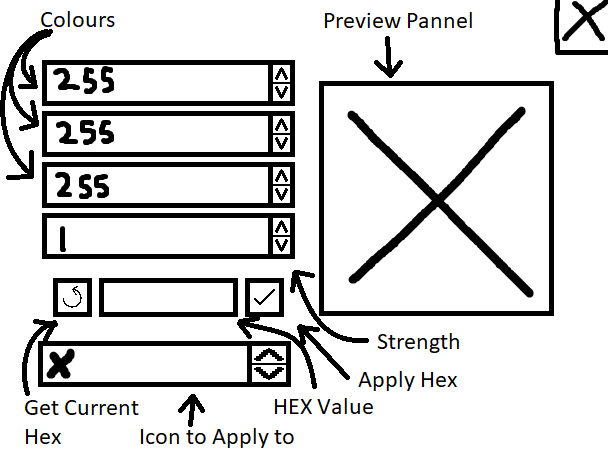 Colours
Preview Pannel
255
255
255
1
Strength
Apply Hex
HEX Value
Get Current
Hex
Icon to Apply to